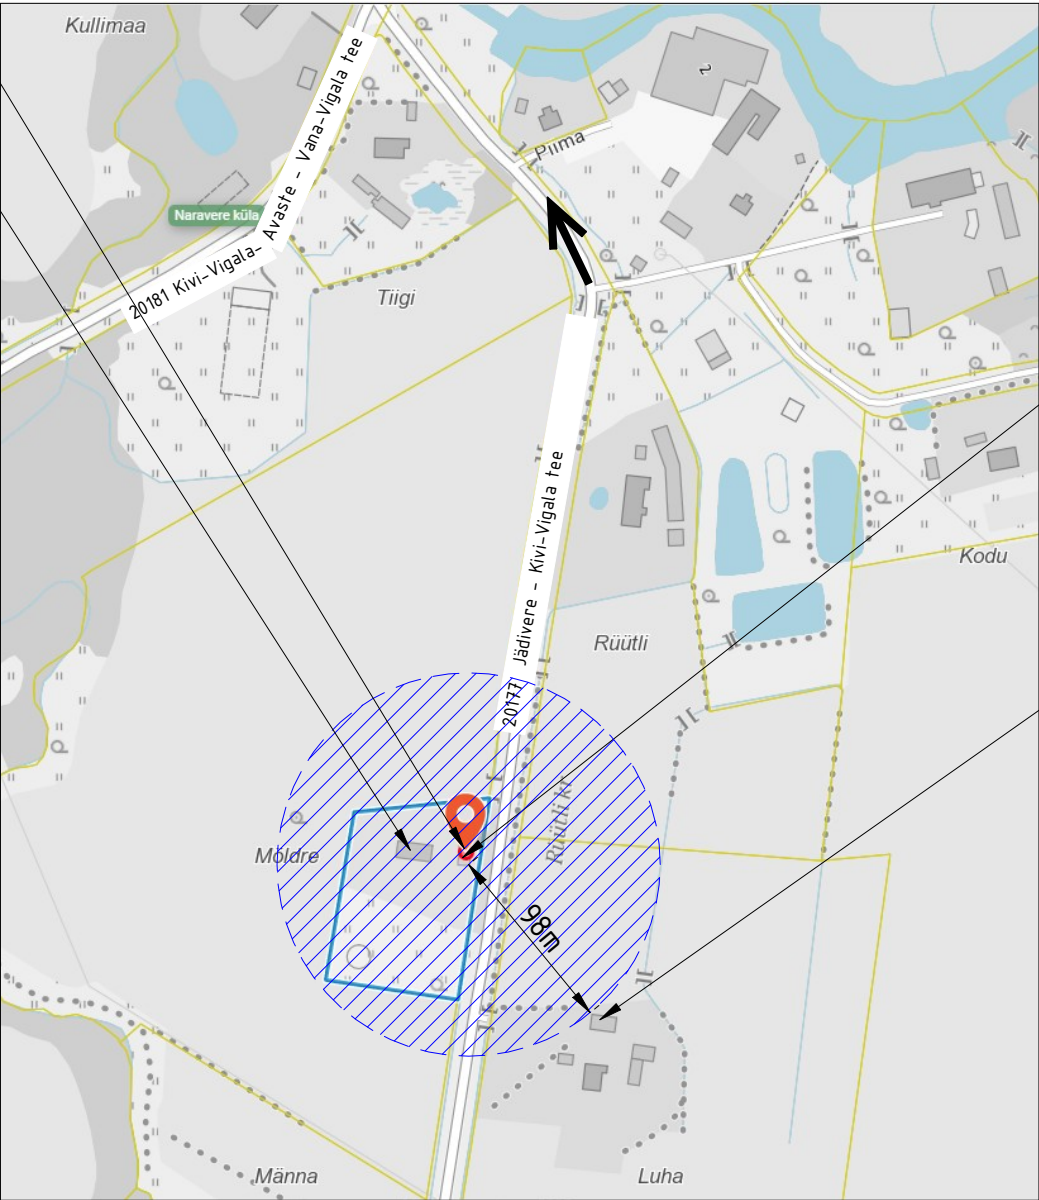 Kullimaa
2
Piima
20181 Kivi-Vigala- Avaste - Vana-Vigala tee
Naravere küla
Tiigi
20177 Jädivere - Kivi-Vigala tee
Kodu
Rüütli
Rüütli kr
Möldre
98m
Männa
Luha